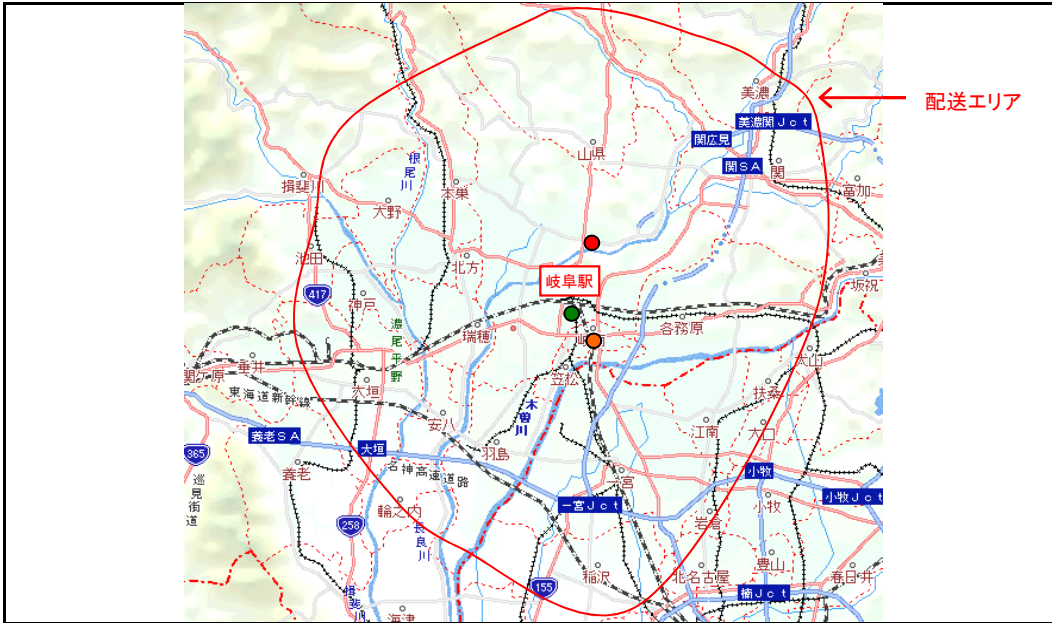 美濃
配送エリア
美濃関Jct
関広見
山県
関SA
関
根尾川
揖斐川
本巣
富加
大野
池田
北方
岐阜駅
坂祝
417
神戸
濃尾平野
瑞穂
各務原
岐南
犬山
垂井
関ケ原
笠松
大垣
扶桑
東海道新幹線
木曽川
安八
江南
大口
養老SA
大垣
羽島
365
名神高速道路
養老
一宮
小牧
巡見街道
小牧Jct
輪之内
一宮Jct
小牧
岩倉
258
長良川
豊山
稲沢
北名古屋
春日井
155
揖斐川
楠Jct
海津